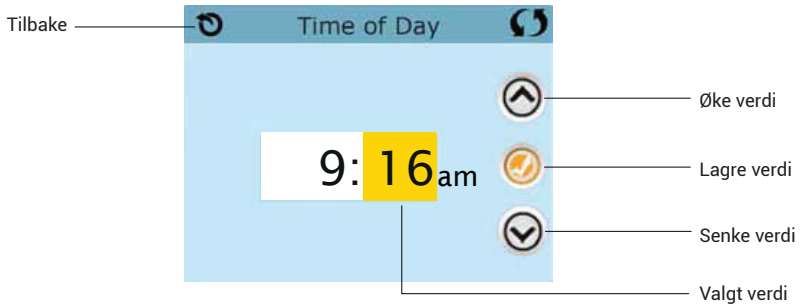 Tilbake
Time of Day
Øke verdi
9:16am
Lagre verdi
Senke verdi
Valgt verdi